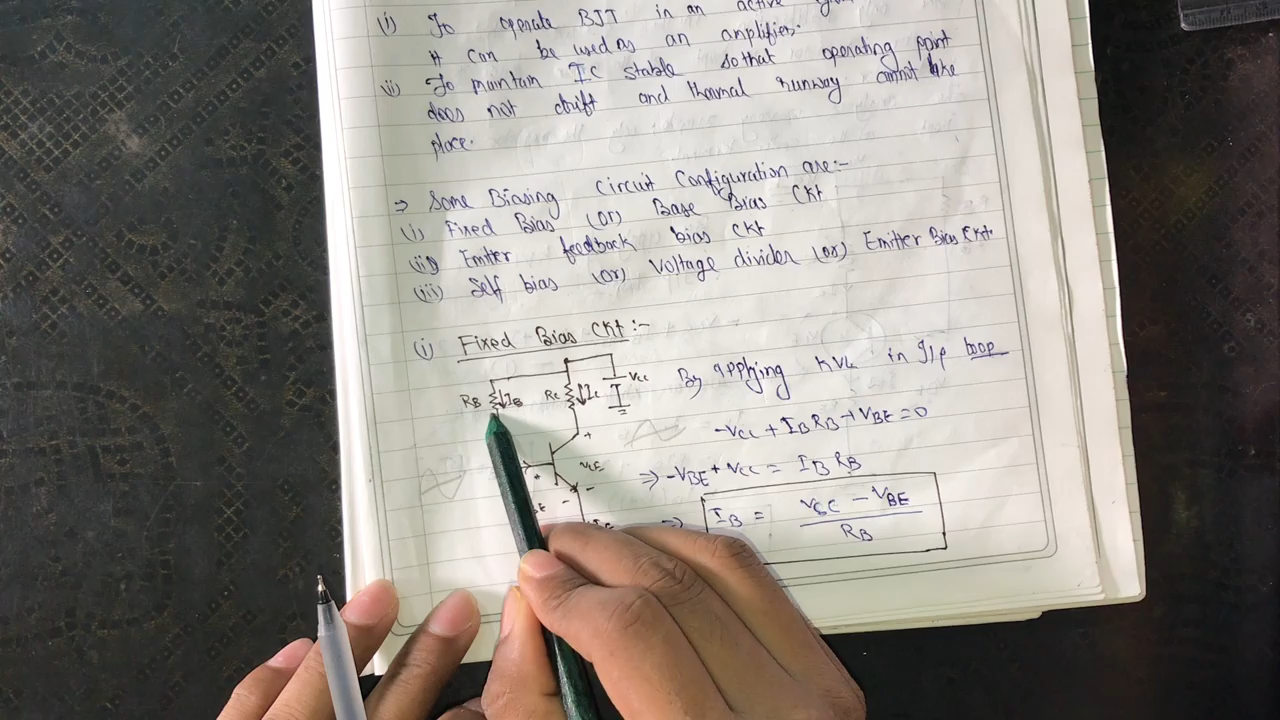 (i) To operate BJT in an active
It can be used as an amplifier.
ii) To maintain IC stable so that operating point
does not drift and thermal runway cannot take
place.
⇒ Some Biasing Circuit Configuration are:-
(i) Fixed Bias (or) Base Bias Ckt
(ii) Emitter feedback bias Ckt
(iii) Self bias (or) Voltage divider (or) Emitter Bias Ckt.
(i) Fixed Bias Ckt :-
RB IB RC IC VCC
By applying KVL in I/p loop
-VCC + IBRB + VBE = 0
+ VCE
+ -
⇒ -VBE + VCC = IB RB
-
⇒ IB = VCC - VBE / RB